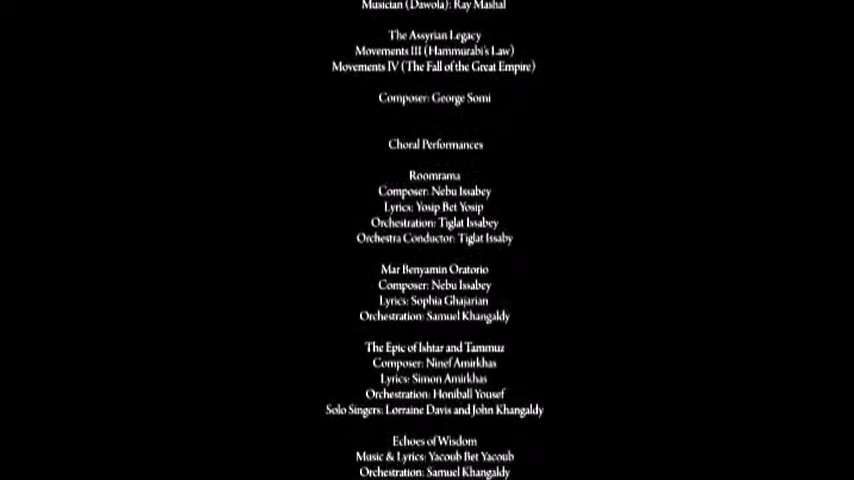 Musician (Dawola): Ray Mashal
The Assyrian Legacy
Movements III (Hammurabi's Law)
Movements IV (The Fall of the Great Empire)
Composer: George Somi
Choral Performances
Roomrama
Composer: Nebu Issabey
Lyrics: Yosip Bet Yosip
Orchestration: Tiglat Issabey
Orchestra Conductor: Tiglat Issaby
Mar Benyamin Oratorio
Composer: Nebu Issabey
Lyrics: Sophia Ghajarian
Orchestration: Samuel Khangaldy
The Epic of Ishtar and Tammuz
Composer: Ninef Amirkhas
Lyrics: Simon Amirkhas
Orchestration: Honiball Yousef
Solo Singers: Lorraine Davis and John Khangaldy
Echoes of Wisdom
Music & Lyrics: Yacoub Bet Yacoub
Orchestration: Samuel Khangaldy